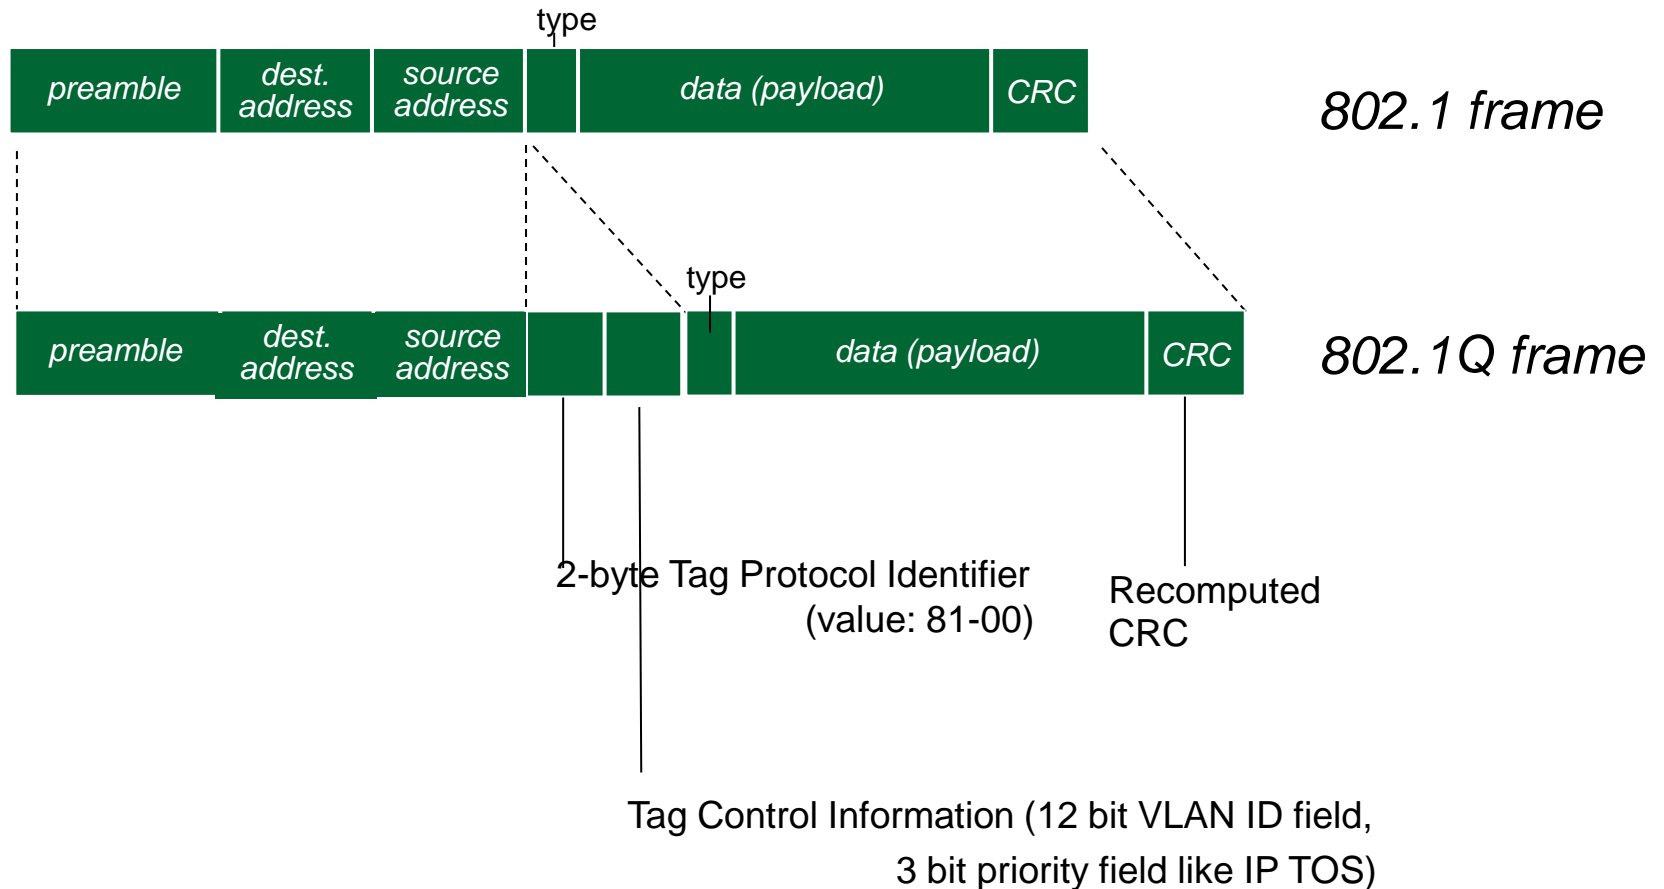 type
preamble
dest.
address
source
address
data (payload)
CRC
802.1 frame
type
preamble
dest.
address
source
address
data (payload)
CRC
802.1Q frame
2-byte Tag Protocol Identifier
(value: 81-00)
Recomputed
CRC
Tag Control Information (12 bit VLAN ID field,
3 bit priority field like IP TOS)